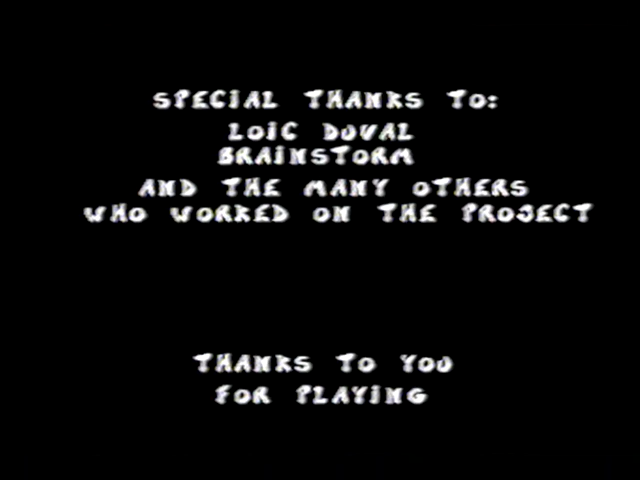 SPECIAL THANKS TO:
LOIC DUVAL
BRAINSTORM
AND THE MANY OTHERS
WHO WORKED ON THE PROJECT
THANKS TO YOU
FOR PLAYING